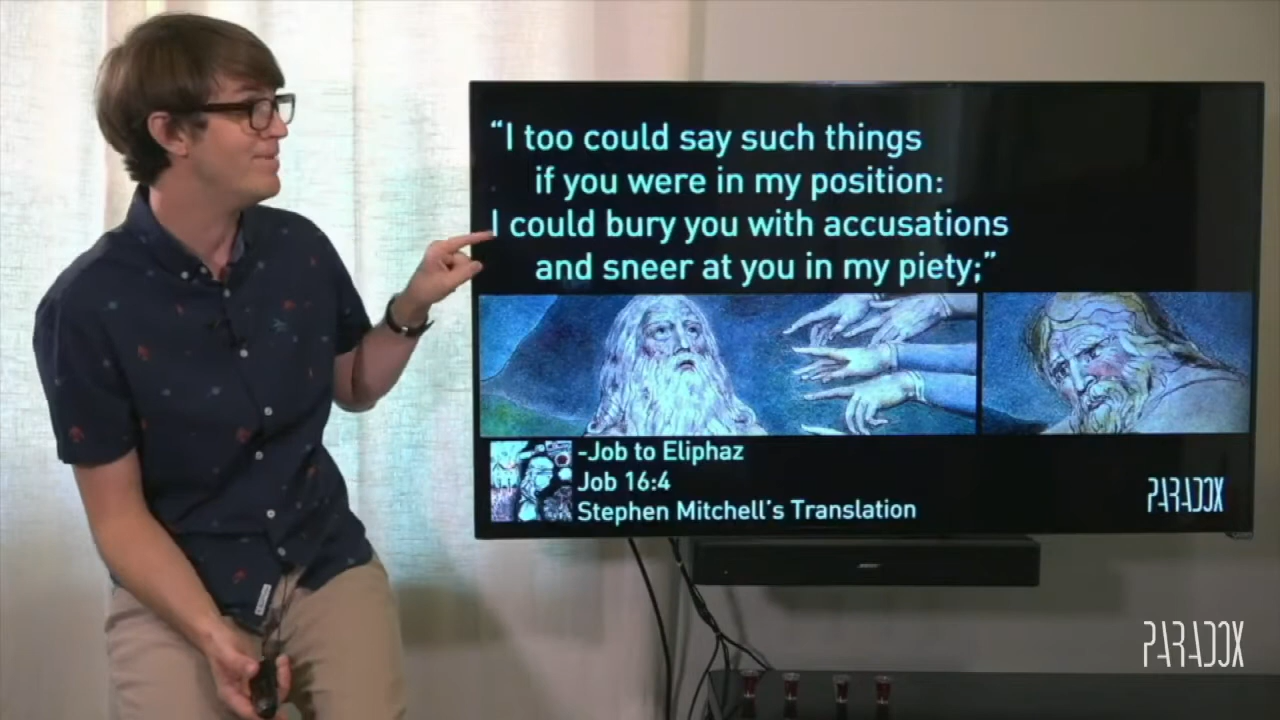 “I too could say such things
if you were in my position:
I could bury you with accusations
and sneer at you in my piety;”
-Job to Eliphaz
Job 16:4
Stephen Mitchell’s Translation
PARADOX
BOSE
PARADOX